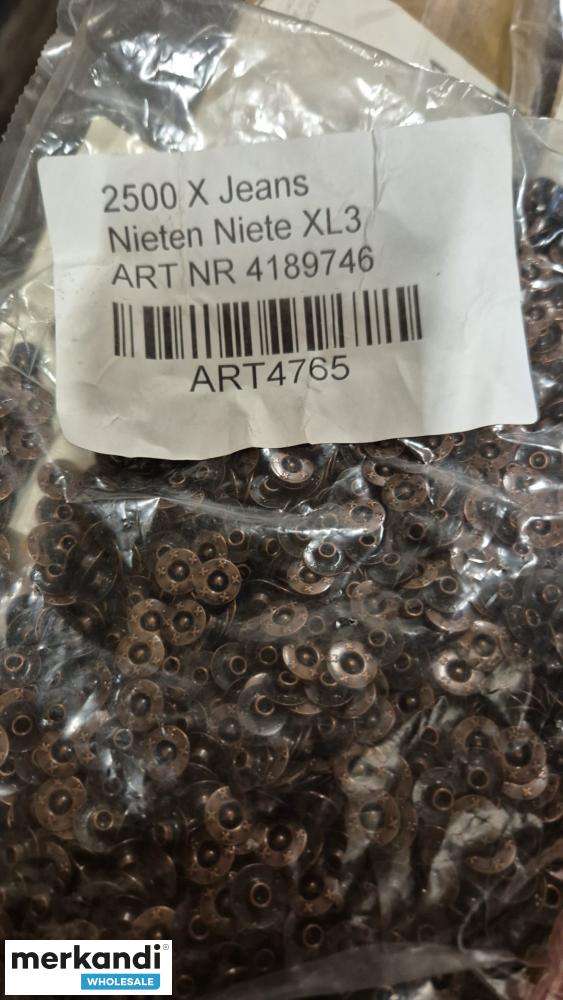 2500 X Jeans
Nieten Niete XL3
ART NR 4189746
ART4765
merkandi®
WHOLESALE